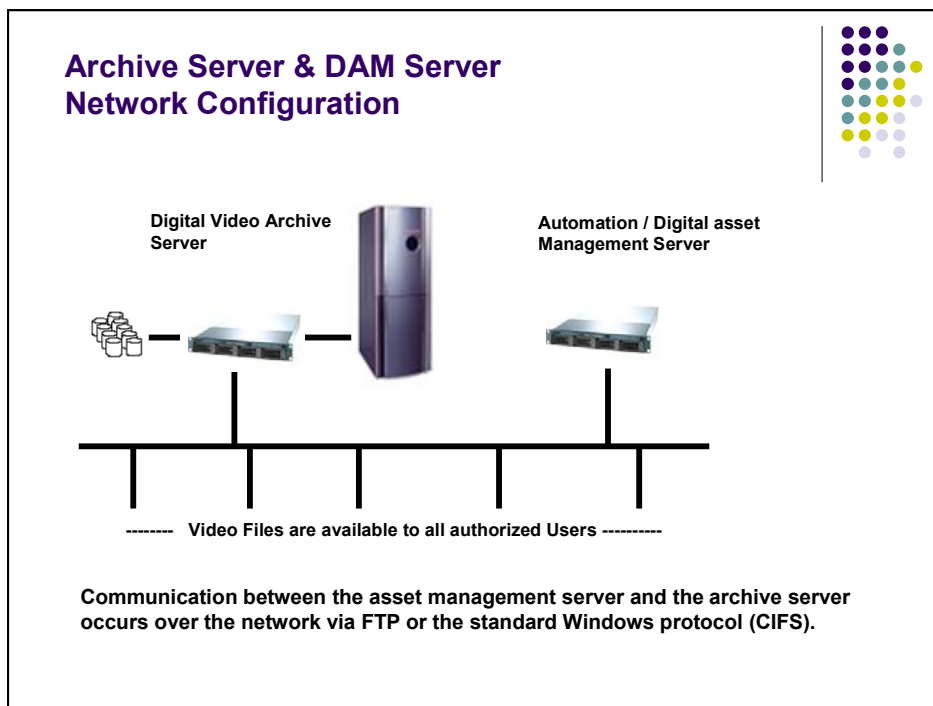 Archive Server & DAM Server
Network Configuration
Digital Video Archive
Server
Automation / Digital asset
Management Server
-------- Video Files are available to all authorized Users ----------
Communication between the asset management server and the archive server
occurs over the network via FTP or the standard Windows protocol (CIFS).